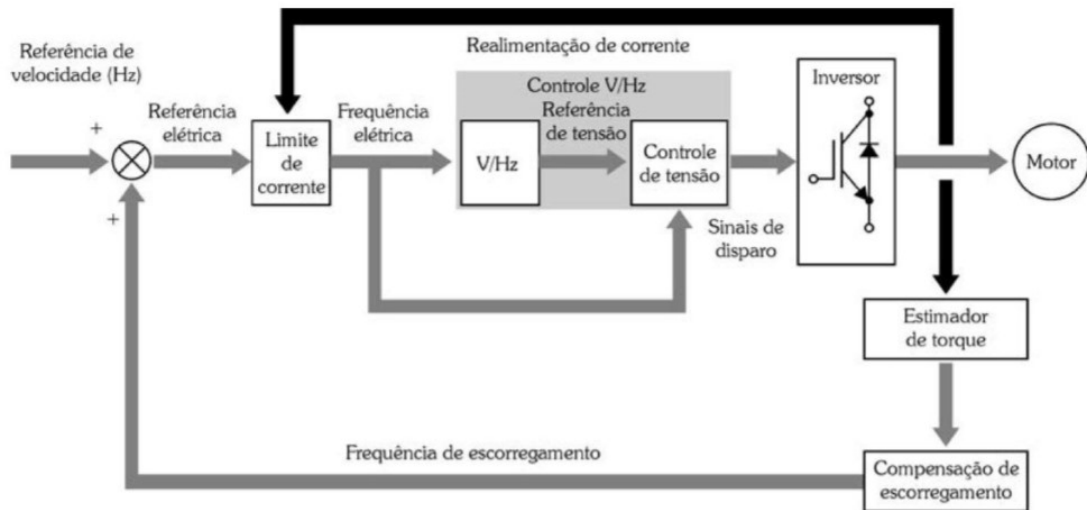 Realimentação de corrente
Referência de
velocidade (Hz)
+
Referência
elétrica
Limite
de
corrente
Frequência
elétrica
Controle V/Hz
Referência
de tensão
V/Hz
Controle
de tensão
Sinais de
disparo
Inversor
Motor
+
Estimador
de torque
Frequência de escorregamento
Compensação de
escorregamento